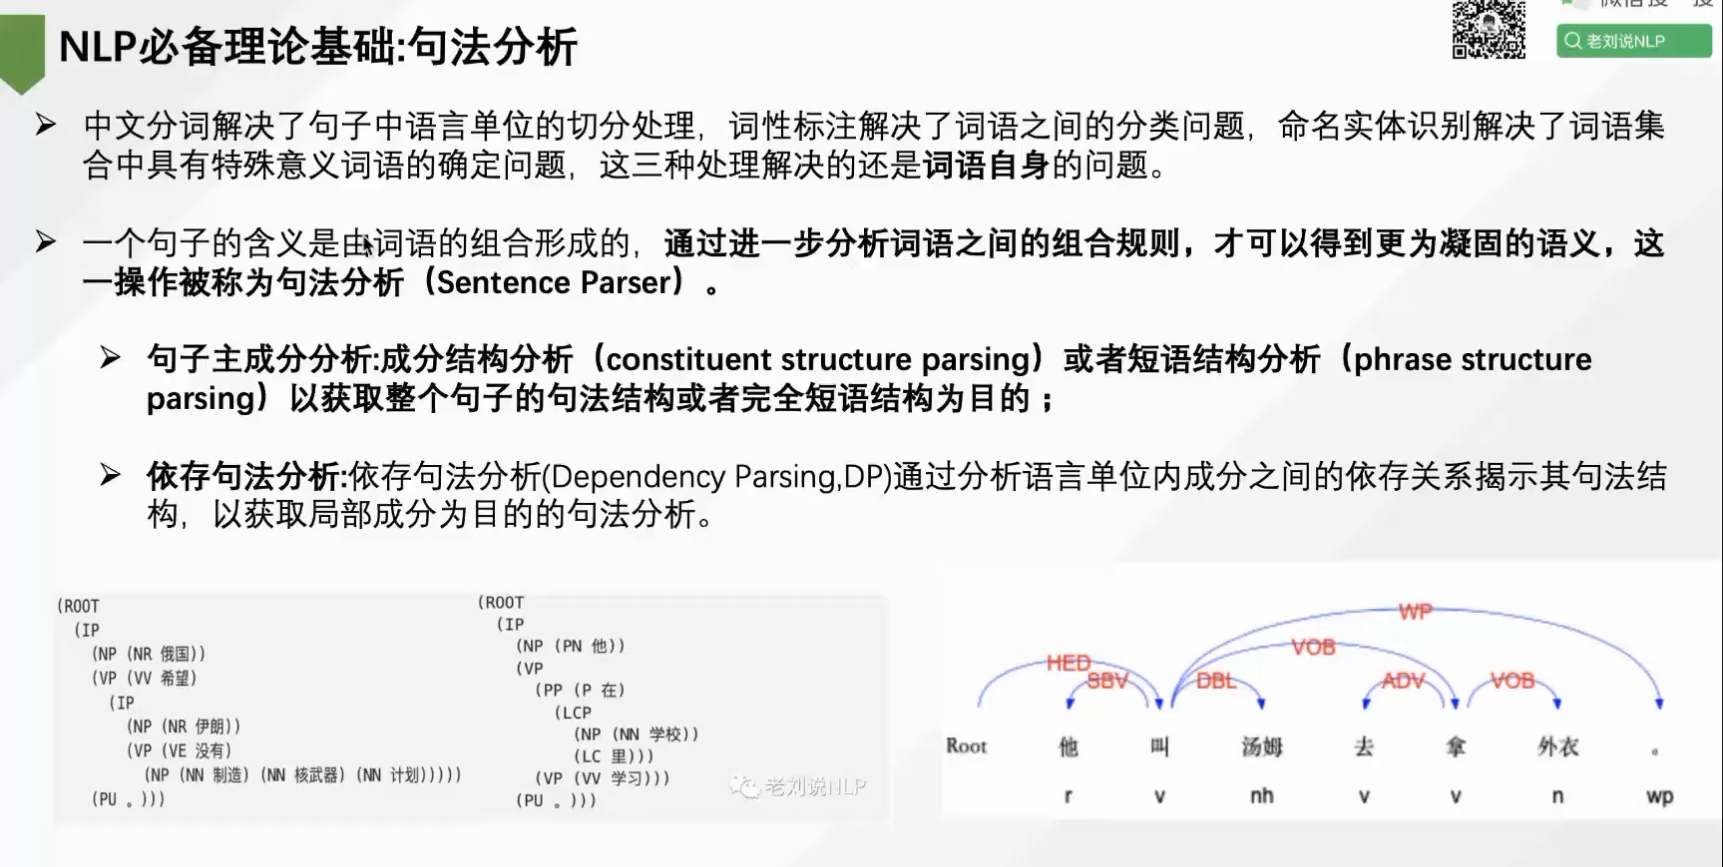 NLP必备理论基础:句法分析
老刘说NLP
➢ 中文分词解决了句子中语言单位的切分处理，词性标注解决了词语之间的分类问题，命名实体识别解决了词语集
合中具有特殊意义词语的确定问题，这三种处理解决的还是词语自身的问题。
➢ 一个句子的含义是由词语的组合形成的，通过进一步分析词语之间的组合规则，才可以得到更为凝固的语义，这
一操作被称为句法分析（Sentence Parser）。
➢ 句子主成分分析:成分结构分析（constituent structure parsing）或者短语结构分析（phrase structure
parsing）以获取整个句子的句法结构或者完全短语结构为目的；
➢ 依存句法分析:依存句法分析(Dependency Parsing,DP)通过分析语言单位内成分之间的依存关系揭示其句法结
构，以获取局部成分为目的的句法分析。
(ROOT
(IP
(NP (NR 俄国))
(VP (VV 希望)
(IP
(NP (NR 伊朗))
(VP (VE 没有)
(NP (NN 制造) (NN 核武器) (NN 计划)))))
(PU 。)))
(ROOT
(IP
(NP (PN 他))
(VP
(PP (P 在)
(LCP
(NP (NN 学校))
(LC 里)))
(VP (VV 学习)))
(PU 。)))
老刘说NLP
WP
VOB
HED
SBV DBL ADV VOB
Root 他 叫 汤姆 去 拿 外衣 。
r v nh v v n wp